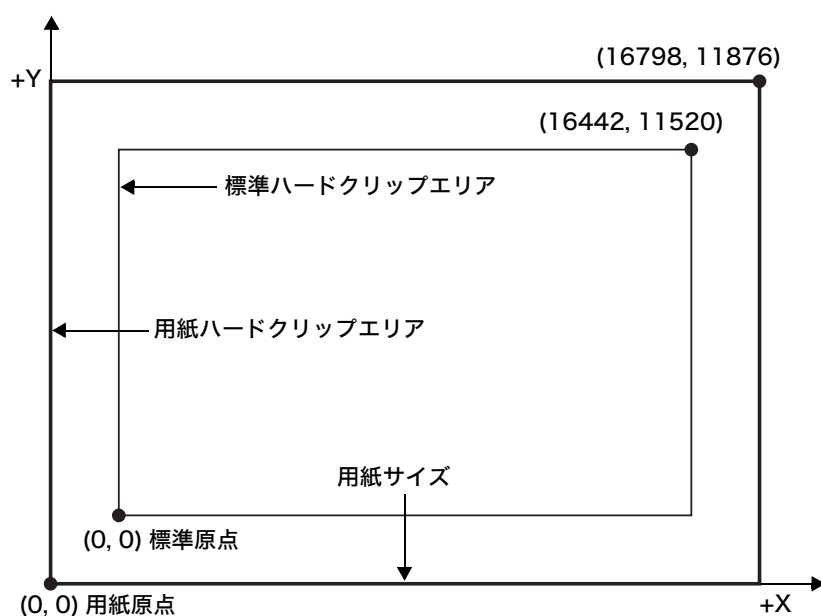 (16798, 11876)
+Y
(16442, 11520)
標準ハードクリップエリア
用紙ハードクリップエリア
用紙サイズ
(0, 0) 標準原点
(0, 0) 用紙原点
+X